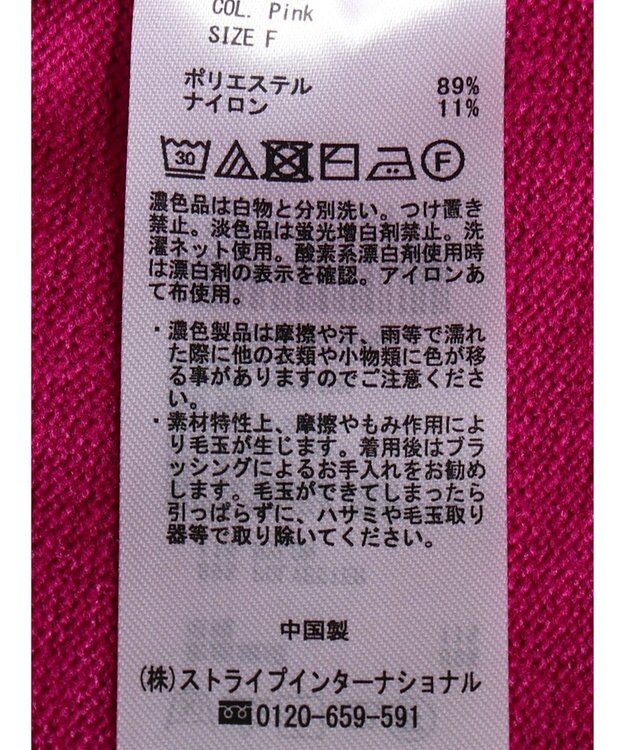 COL. Pink
SIZE F
ポリエステル 89%
ナイロン 11%
30 F
濃色品は白物と分別洗い。つけ置き
禁止。淡色品は蛍光増白剤禁止。洗
濯ネット使用。酸素系漂白剤使用時
は漂白剤の表示を確認。アイロンあ
て布使用。
・濃色製品は摩擦や汗、雨等で濡れ
た際に他の衣類や小物類に色が移
る事がありますのでご注意くださ
い。
・素材特性上、摩擦やもみ作用によ
り毛玉が生じます。着用後はブラ
ッシングによるお手入れをお勧め
します。毛玉ができてしまったら
引っぱらずに、ハサミや毛玉取り
器等で取り除いてください。
中国製
(株)ストライプインターナショナル
0120-659-591